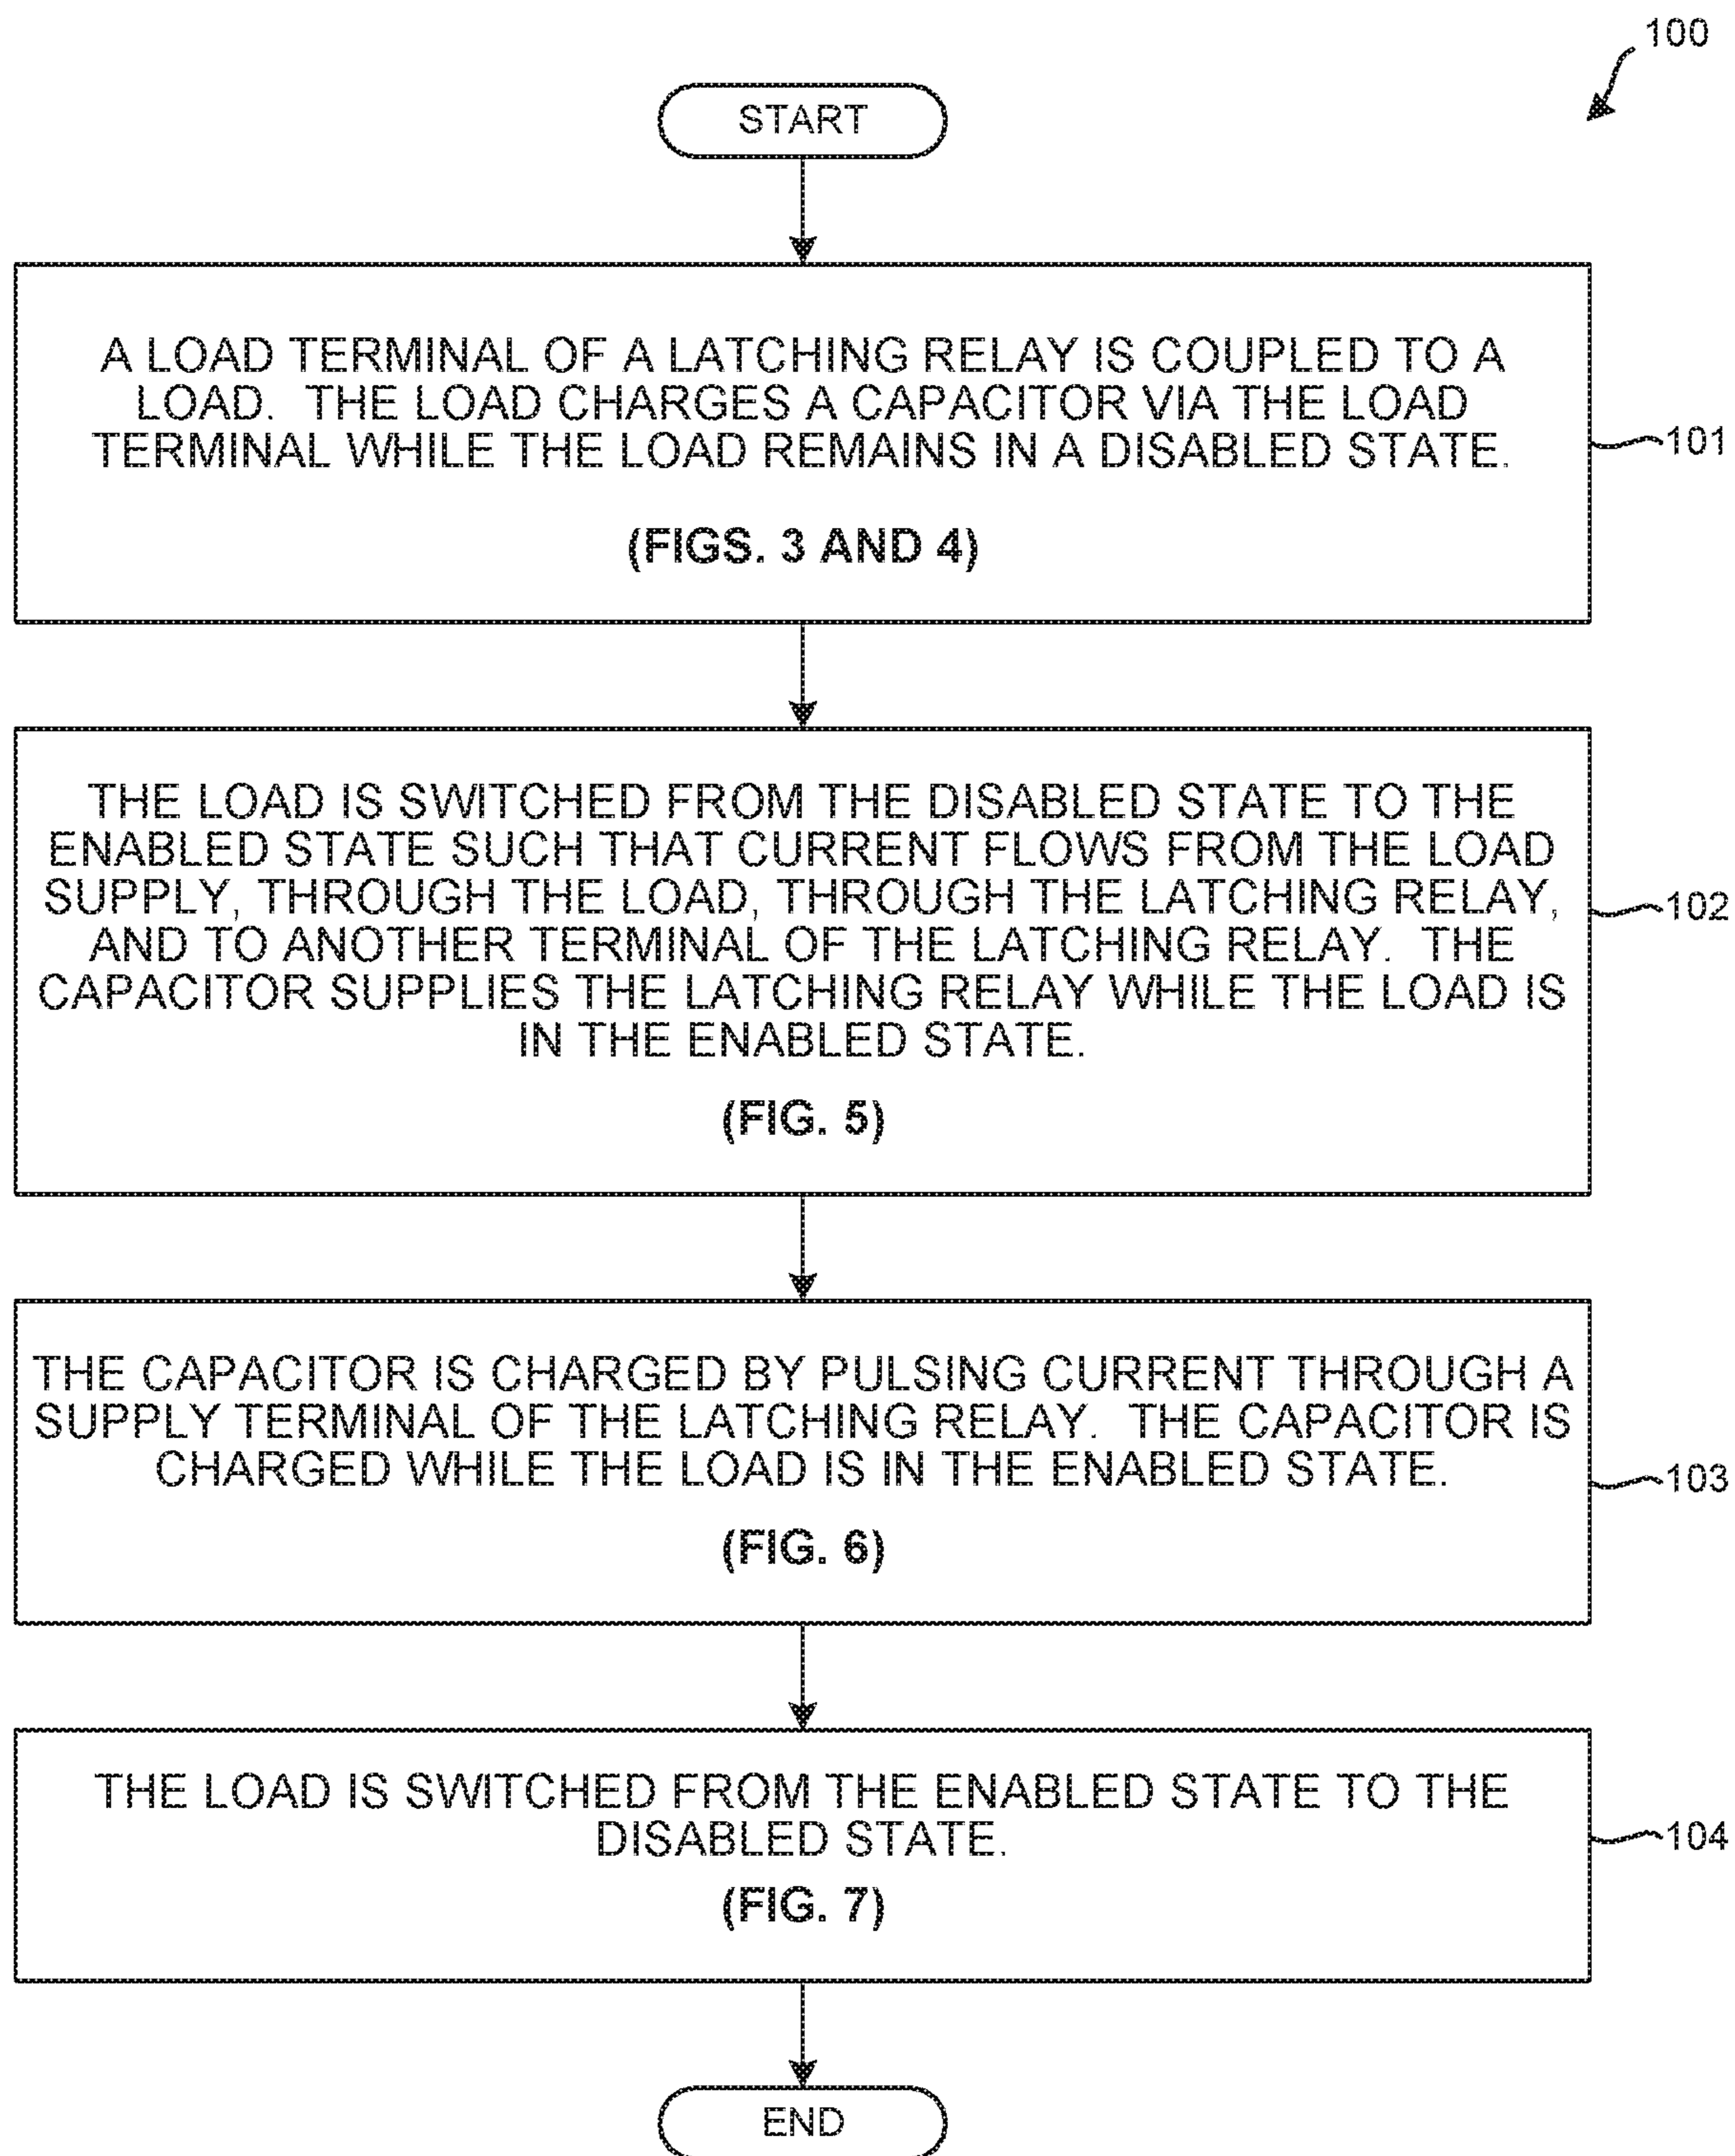 100
START
A LOAD TERMINAL OF A LATCHING RELAY IS COUPLED TO A
LOAD. THE LOAD CHARGES A CAPACITOR VIA THE LOAD
TERMINAL WHILE THE LOAD REMAINS IN A DISABLED STATE.
(FIGS. 3 AND 4)
101
THE LOAD IS SWITCHED FROM THE DISABLED STATE TO THE
ENABLED STATE SUCH THAT CURRENT FLOWS FROM THE LOAD
SUPPLY, THROUGH THE LOAD, THROUGH THE LATCHING RELAY,
AND TO ANOTHER TERMINAL OF THE LATCHING RELAY. THE
CAPACITOR SUPPLIES THE LATCHING RELAY WHILE THE LOAD IS
IN THE ENABLED STATE.
(FIG. 5)
102
THE CAPACITOR IS CHARGED BY PULSING CURRENT THROUGH A
SUPPLY TERMINAL OF THE LATCHING RELAY. THE CAPACITOR IS
CHARGED WHILE THE LOAD IS IN THE ENABLED STATE.
(FIG. 6)
103
THE LOAD IS SWITCHED FROM THE ENABLED STATE TO THE
DISABLED STATE.
(FIG. 7)
104
END